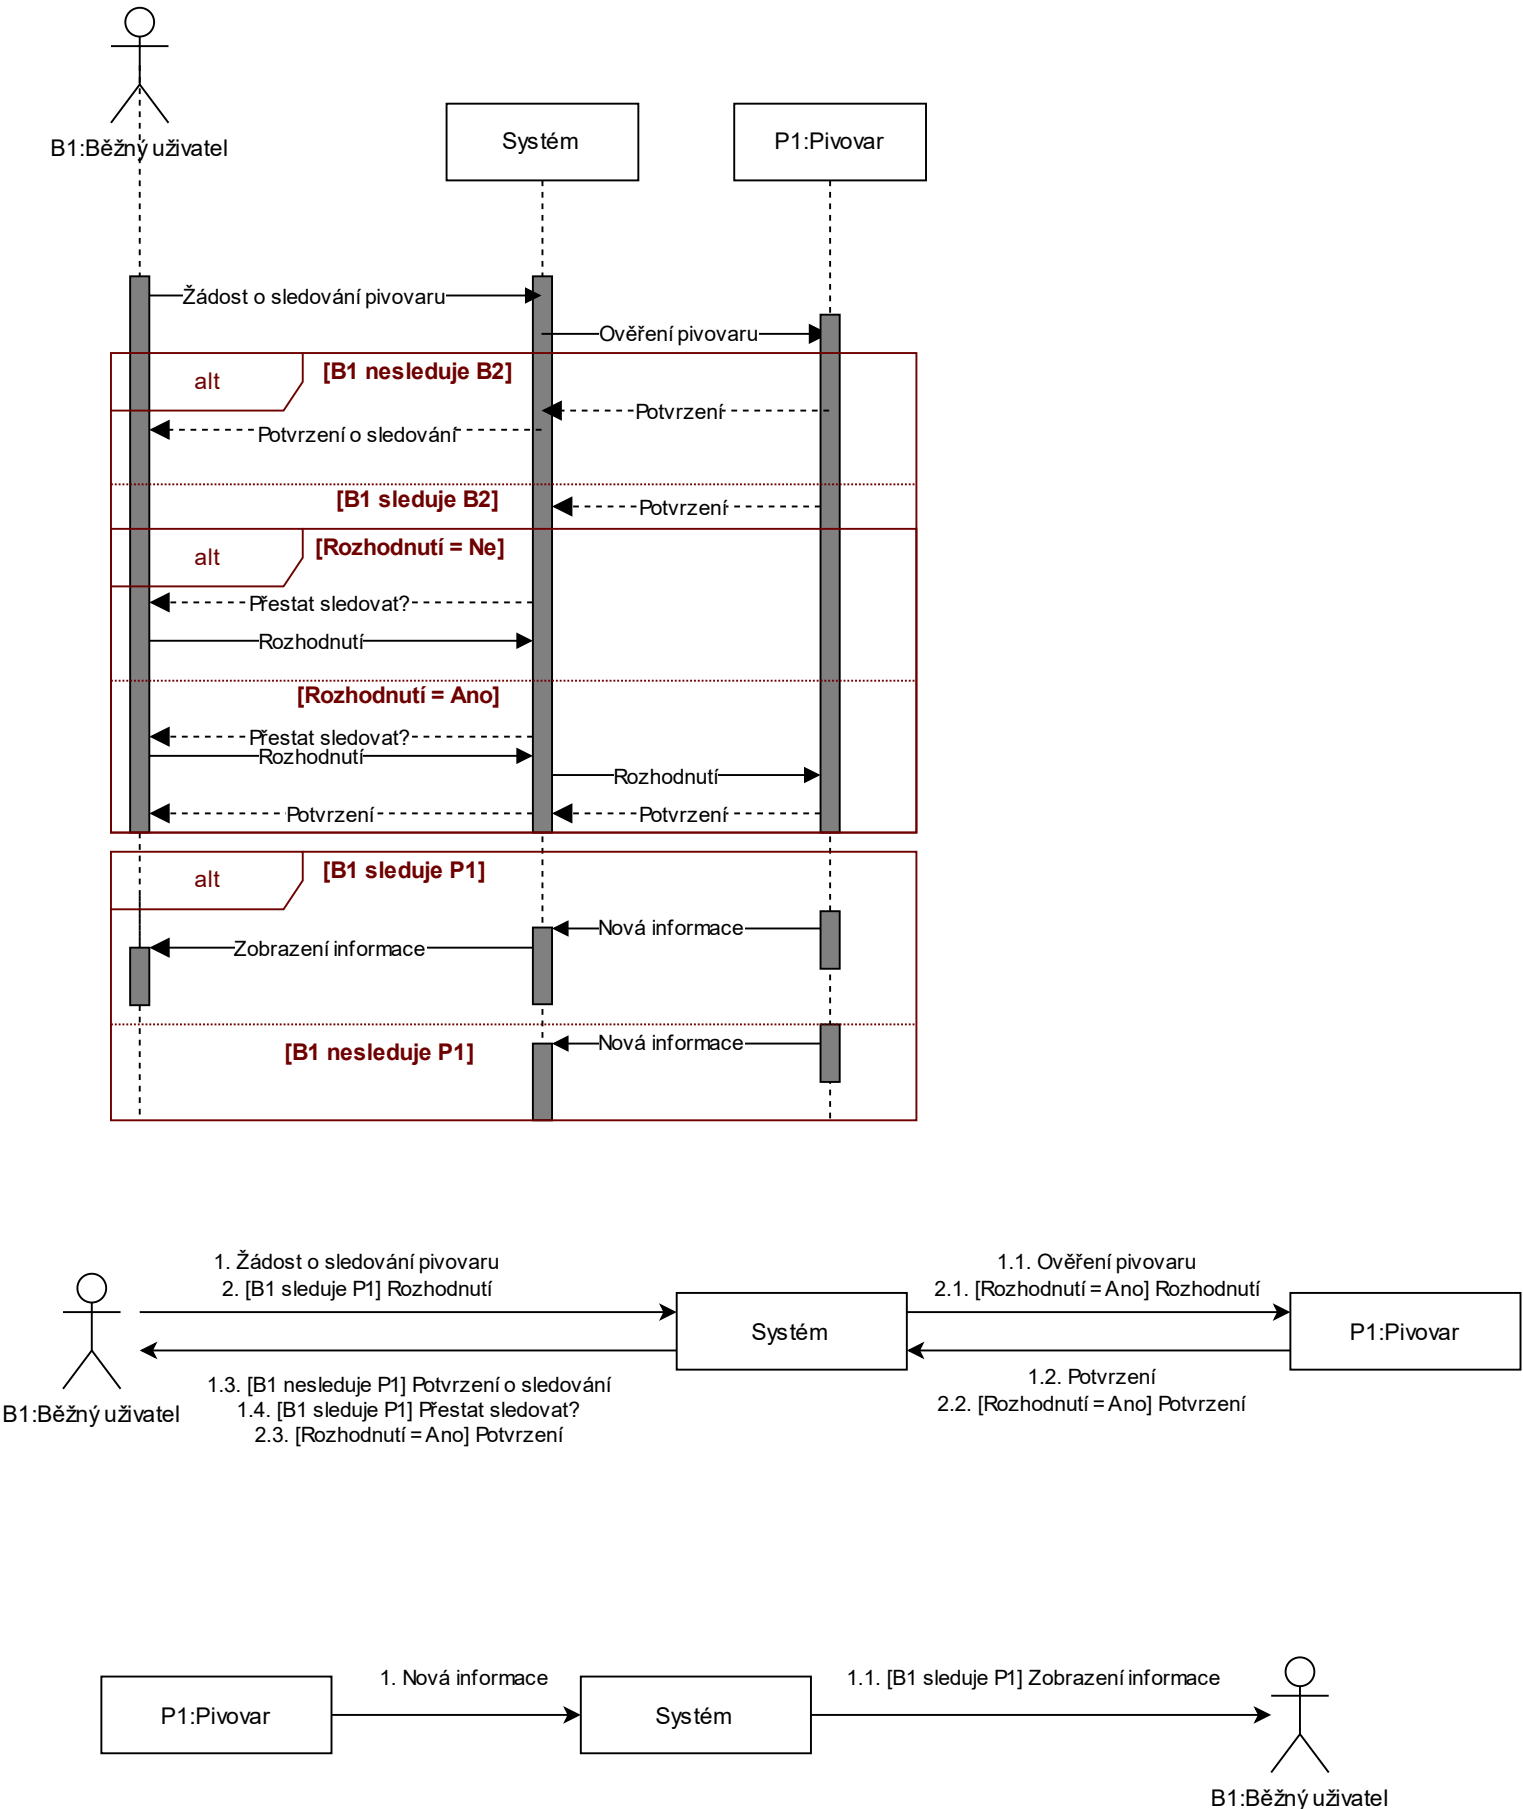 B1:Běžný uživatel
Systém
P1:Pivovar
Žádost o sledování pivovaru
Ověření pivovaru
alt
[B1 nesleduje B2]
Potvrzení
Potvrzení o sledování
[B1 sleduje B2]
Potvrzení
alt
[Rozhodnutí = Ne]
Přestat sledovat?
Rozhodnutí
[Rozhodnutí = Ano]
Přestat sledovat?
Rozhodnutí
Rozhodnutí
Potvrzení
Potvrzení
alt
[B1 sleduje P1]
Nová informace
Zobrazení informace
[B1 nesleduje P1]
Nová informace
1. Žádost o sledování pivovaru
2. [B1 sleduje P1] Rozhodnutí
1.1. Ověření pivovaru
2.1. [Rozhodnutí = Ano] Rozhodnutí
Systém
P1:Pivovar
B1:Běžný uživatel
1.3. [B1 nesleduje P1] Potvrzení o sledování
1.4. [B1 sleduje P1] Přestat sledovat?
2.3. [Rozhodnutí = Ano] Potvrzení
1.2. Potvrzení
2.2. [Rozhodnutí = Ano] Potvrzení
P1:Pivovar
1. Nová informace
Systém
1.1. [B1 sleduje P1] Zobrazení informace
B1:Běžný uživatel